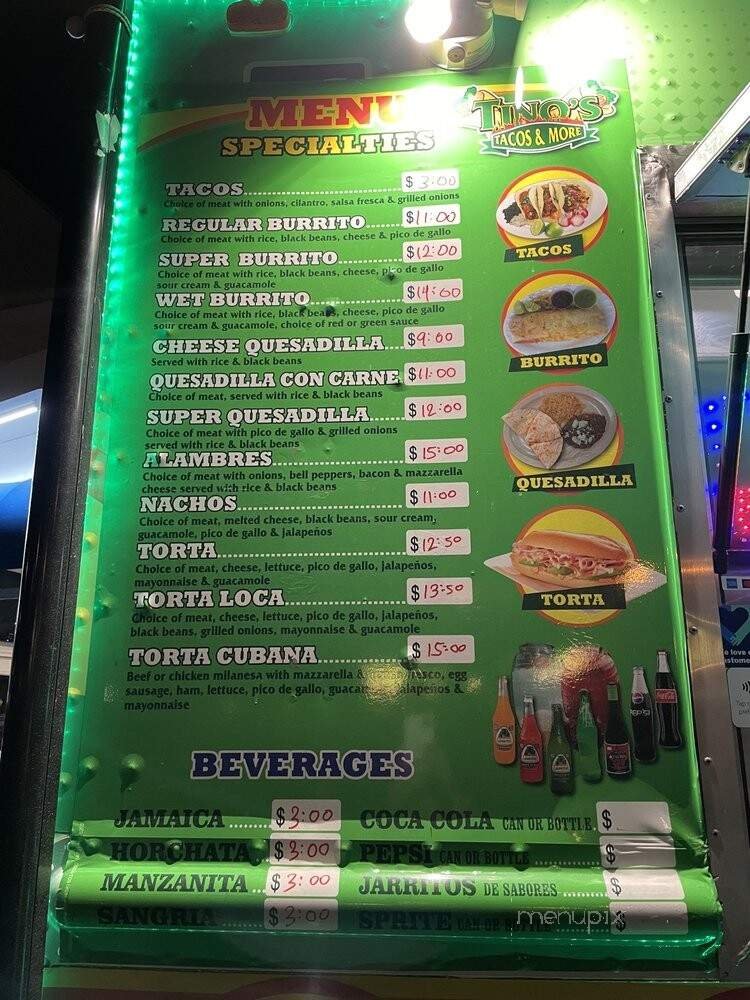 MENU
SPECIALTIES
TINO'S
TACOS & MORE
TACOS.......... $3.00
Choice of meat with onions, cilantro, salsa fresca & grilled onions
REGULAR BURRITO.......... $11.00
Choice of meat with rice, black beans, cheese & pico de gallo
SUPER BURRITO.......... $12.00
Choice of meat with rice, black beans, cheese, pico de gallo
sour cream & guacamole
WET BURRITO.......... $14.00
Choice of meat with rice, black beans, cheese, pico de gallo
sour cream & guacamole, choice of red or green sauce
CHEESE QUESADILLA.......... $9.00
Served with rice & black beans
QUESADILLA CON CARNE. $11.00
Choice of meat, served with rice & black beans
SUPER QUESADILLA.......... $12.00
Choice of meat with pico de gallo & grilled onions
served with rice & black beans
ALAMBRES.......... $15.00
Choice of meat with onions, bell peppers, bacon & mazzarella
cheese served with rice & black beans
NACHOS.......... $11.00
Choice of meat, melted cheese, black beans, sour cream,
guacamole, pico de gallo & jalapeños
TORTA.......... $12.50
Choice of meat, cheese, lettuce, pico de gallo, jalapeños,
mayonnaise & guacamole
TORTA LOCA.......... $13.50
Choice of meat, cheese, lettuce, pico de gallo, jalapeños,
black beans, grilled onions, mayonnaise & guacamole
TORTA CUBANA.......... $15.00
Beef or chicken milanesa with mazzarella & fresco, egg
sausage, ham, lettuce, pico de gallo, jalapeños &
mayonnaise
TACOS
BURRITO
QUESADILLA
TORTA
BEVERAGES
JAMAICA.......... $3.00
HORCHATA.......... $3.00
MANZANITA... $3.00
SANGRIA.......... $3.00
COCA COLA CAN OR BOTTLE. $
PEPSI CAN OR BOTTLE.......... $
JARRITOS DE SABORES.......... $
SPRITE CAN OR BOTTLE $
menupix